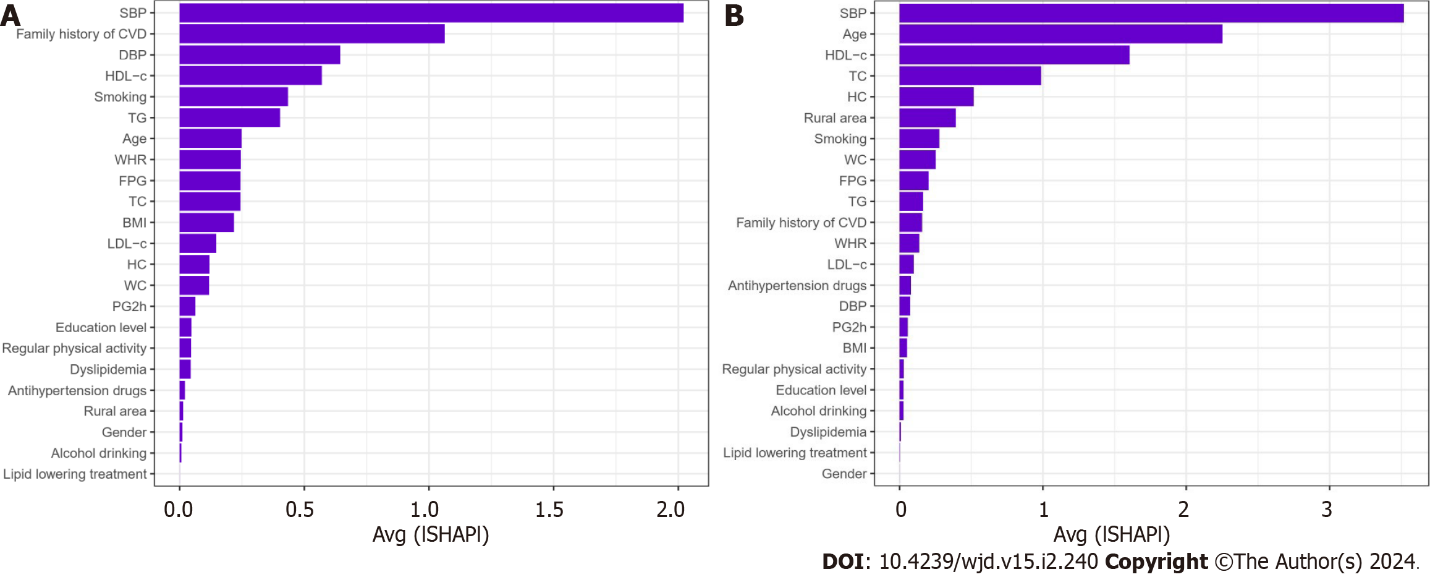 A
SBP
Family history of CVD
DBP
HDL−c
Smoking
TG
Age
WHR
FPG
TC
BMI
LDL−c
HC
WC
PG2h
Education level
Regular physical activity
Dyslipidemia
Antihypertension drugs
Rural area
Gender
Alcohol drinking
Lipid lowering treatment
0.0 0.5 1.0 1.5 2.0
Avg (lSHAPl)
B
SBP
Age
HDL−c
TC
HC
Rural area
Smoking
WC
FPG
TG
Family history of CVD
WHR
LDL−c
Antihypertension drugs
DBP
PG2h
BMI
Regular physical activity
Education level
Alcohol drinking
Dyslipidemia
Lipid lowering treatment
Gender
0 1 2 3
Avg (lSHAPl)
DOI: 10.4239/wjd.v15.i2.240 Copyright ©The Author(s) 2024.